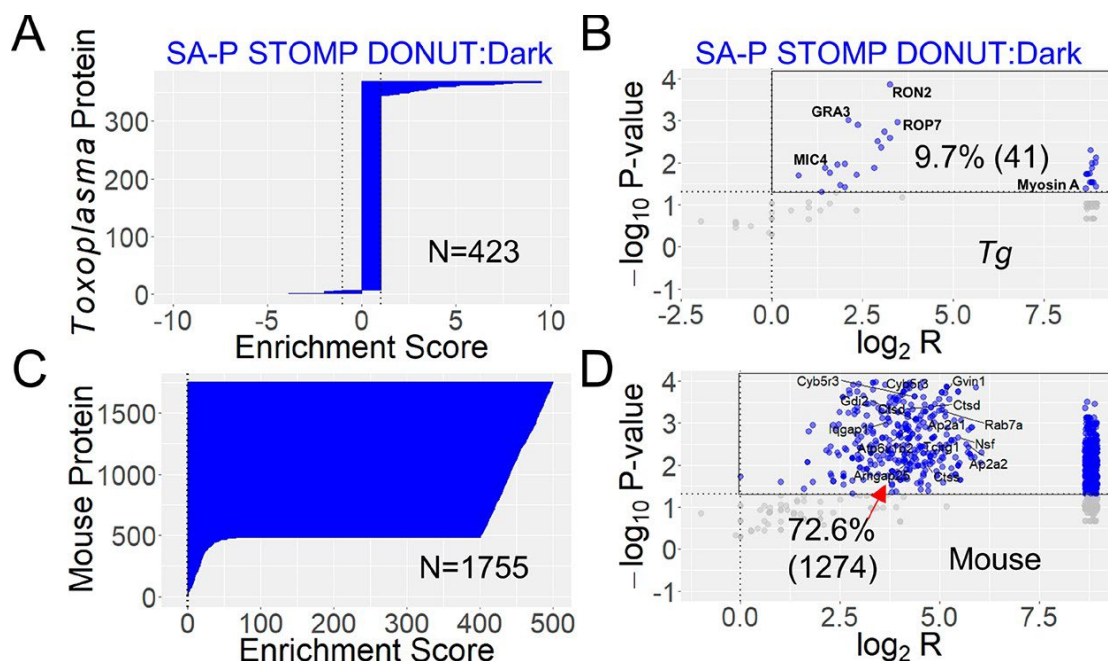 A
SA-P STOMP DONUT:Dark
Toxoplasma Protein
300
200
100
0
N=423
-10
-5
0
5
10
Enrichment Score
B
SA-P STOMP DONUT:Dark
−log10 P-value
4
3
2
1
0
-1
RON2
GRA3
ROP7
9.7% (41)
MIC4
Myosin A
Tg
-2.5
0.0
2.5
5.0
7.5
log2 R
C
Mouse Protein
1500
1000
500
0
N=1755
0
100
200
300
400
500
Enrichment Score
D
−log10 P-value
4
3
2
1
0
-1
Cyb5r3
Cyb5r3
Gvin1
Gdi2
Ctsd
Ctsd
Iqgap1
Ap2a1
Rab7a
Tcirg1
Nsf
Ap2a2
Ctss
72.6%
(1274)
Mouse
0.0
2.5
5.0
7.5
log2 R